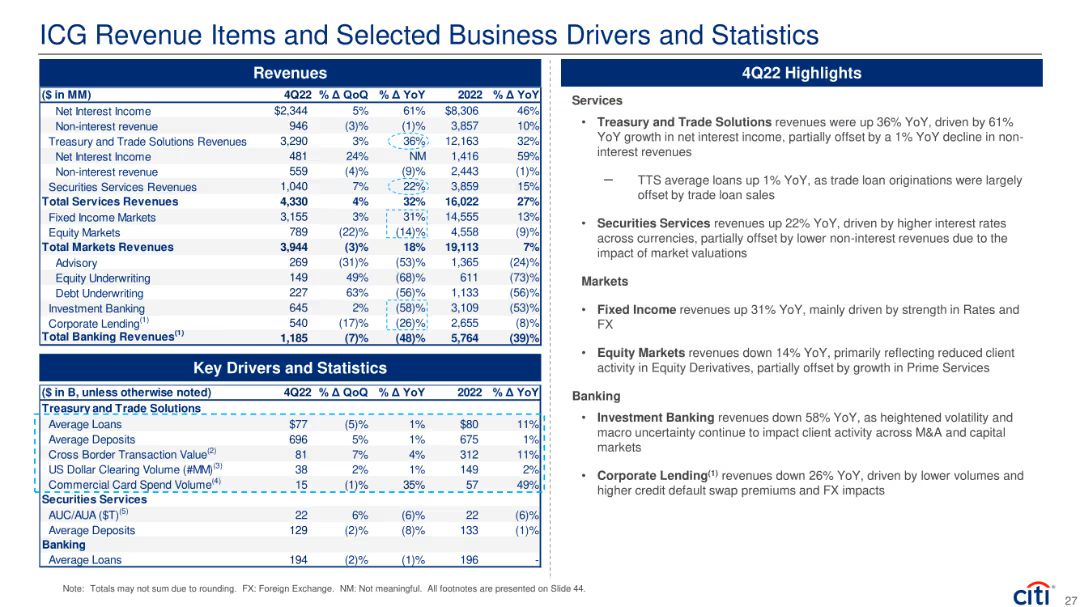 ICG Revenue Items and Selected Business Drivers and Statistics
Revenues
($ in MM) 4Q22 % Δ QoQ % Δ YoY 2022 % Δ YoY
Net Interest Income $2,344 5% 61% $8,306 46%
Non-interest revenue 946 (3)% (1)% 3,857 10%
Treasury and Trade Solutions Revenues 3,290 3% 36% 12,163 32%
Net Interest Income 481 24% NM 1,416 59%
Non-interest revenue 559 (4)% (9)% 2,443 (1)%
Securities Services Revenues 1,040 7% 22% 3,859 15%
Total Services Revenues 4,330 4% 32% 16,022 27%
Fixed Income Markets 3,155 3% 31% 14,555 13%
Equity Markets 789 (22)% (14)% 4,558 (9)%
Total Markets Revenues 3,944 (3)% 18% 19,113 7%
Advisory 269 (31)% (53)% 1,365 (24)%
Equity Underwriting 149 49% (68)% 611 (73)%
Debt Underwriting 227 63% (56)% 1,133 (56)%
Investment Banking 645 2% (58)% 3,109 (53)%
Corporate Lending(1) 540 (17)% (26)% 2,655 (8)%
Total Banking Revenues(1) 1,185 (7)% (48)% 5,764 (39)%
Key Drivers and Statistics
($ in B, unless otherwise noted) 4Q22 % Δ QoQ % Δ YoY 2022 % Δ YoY
Treasury and Trade Solutions
Average Loans $77 (5)% 1% $80 11%
Average Deposits 696 5% 1% 675 1%
Cross Border Transaction Value(2) 81 7% 4% 312 11%
US Dollar Clearing Volume (#MM)(3) 38 2% 1% 149 2%
Commercial Card Spend Volume(4) 15 (1)% 35% 57 49%
Securities Services
AUC/AUA ($T)(5) 22 6% (6)% 22 (6)%
Average Deposits 129 (2)% (8)% 133 (1)%
Banking
Average Loans 194 (2)% (1)% 196 -
4Q22 Highlights
Services
• Treasury and Trade Solutions revenues were up 36% YoY, driven by 61%
YoY growth in net interest income, partially offset by a 1% YoY decline in non-
interest revenues
– TTS average loans up 1% YoY, as trade loan originations were largely
offset by trade loan sales
• Securities Services revenues up 22% YoY, driven by higher interest rates
across currencies, partially offset by lower non-interest revenues due to the
impact of market valuations
Markets
• Fixed Income revenues up 31% YoY, mainly driven by strength in Rates and
FX
• Equity Markets revenues down 14% YoY, primarily reflecting reduced client
activity in Equity Derivatives, partially offset by growth in Prime Services
Banking
• Investment Banking revenues down 58% YoY, as heightened volatility and
macro uncertainty continue to impact client activity across M&A and capital
markets
• Corporate Lending(1) revenues down 26% YoY, driven by lower volumes and
higher credit default swap premiums and FX impacts
Note: Totals may not sum due to rounding. FX: Foreign Exchange. NM: Not meaningful. All footnotes are presented on Slide 44.
citi
27